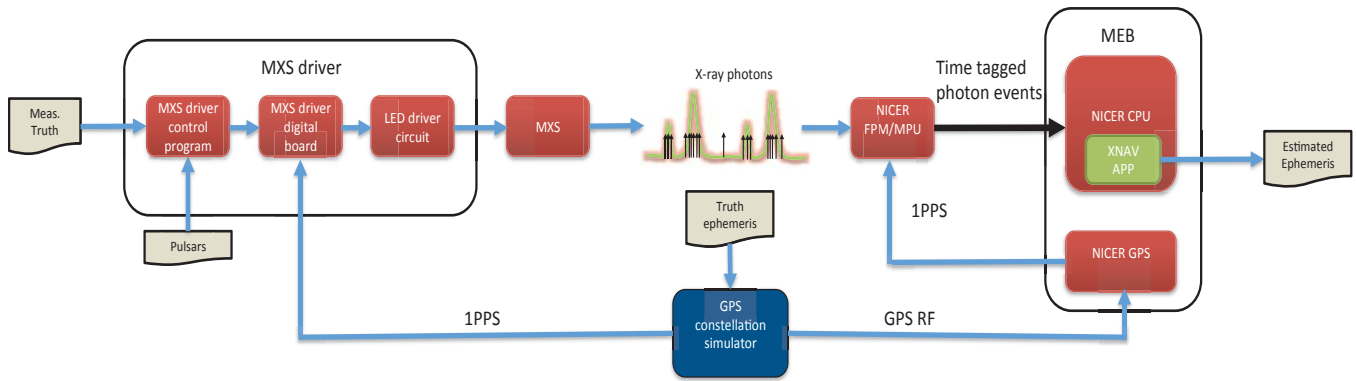 MXS driver
Meas.
Truth
MXS driver
control
program
MXS driver
digital
board
LED driver
circuit
MXS
Pulsars
X-ray photons
NICER
FPM/MPU
Time tagged
photon events
MEB
NICER CPU
XNAV
APP
Estimated
Ephemeris
1PPS
NICER GPS
Truth
ephemeris
GPS
constellation
simulator
1PPS
GPS RF